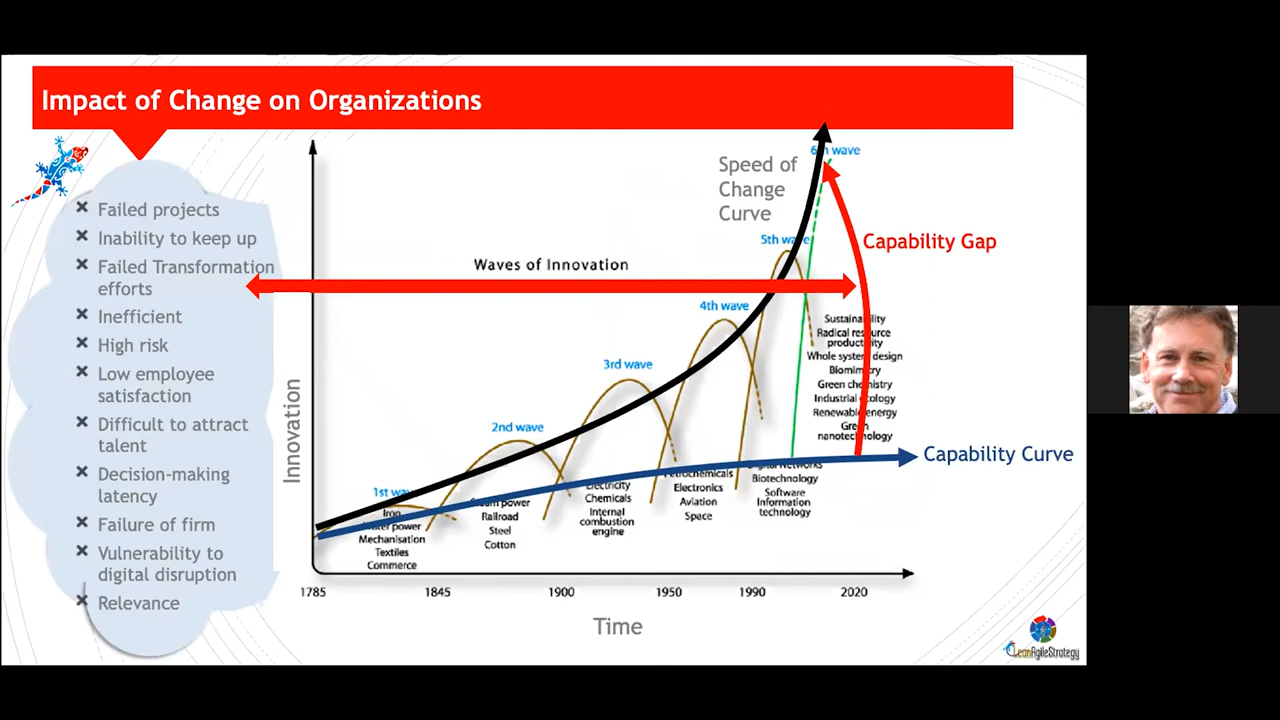 Impact of Change on Organizations
Failed projects
Inability to keep up
Failed Transformation
efforts
Inefficient
High risk
Low employee
satisfaction
Difficult to attract
talent
Decision-making
latency
Failure of firm
Vulnerability to
digital disruption
Relevance
Innovation
Speed of
Change
Curve
Waves of Innovation
1st wave
2nd wave
3rd wave
4th wave
5th wave
6th wave
Capability Gap
Capability Curve
Iron
Water power
Mechanisation
Textiles
Commerce
Steam power
Railroad
Steel
Cotton
Electricity
Chemicals
Internal
combustion
engine
Petrochemicals
Electronics
Aviation
Space
Digital Networks
Biotechnology
Software
Information
technology
Sustainability
Radical resource
productivity
Whole system design
Biomimicry
Green chemistry
Industrial ecology
Renewable energy
Green
nanotechnology
1785
1845
1900
1950
1990
2020
Time
LeanAgileStrategy